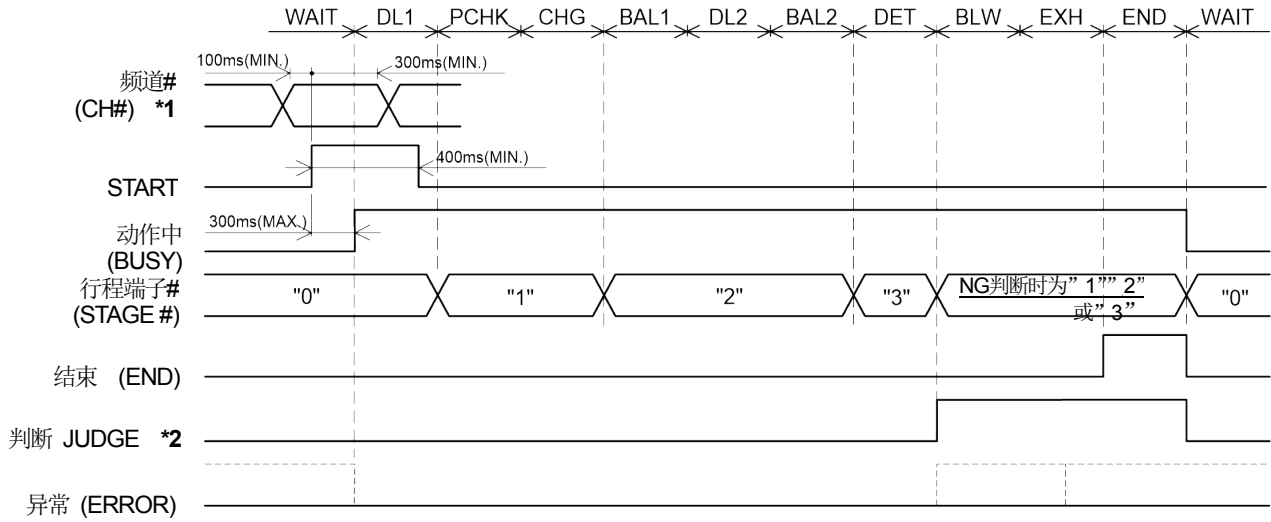 WAIT DL1 PCHK CHG BAL1 DL2 BAL2 DET BLW EXH END WAIT
100ms(MIN.) 300ms(MIN.)
频道#
(CH#) *1
400ms(MIN.)
START
300ms(MAX.)
动作中
(BUSY)
行程端子#
(STAGE #)
"0" "1" "2" "3" NG判断时为”1””2” "0"
或”3”
结束 (END)
判断 JUDGE *2
异常 (ERROR)